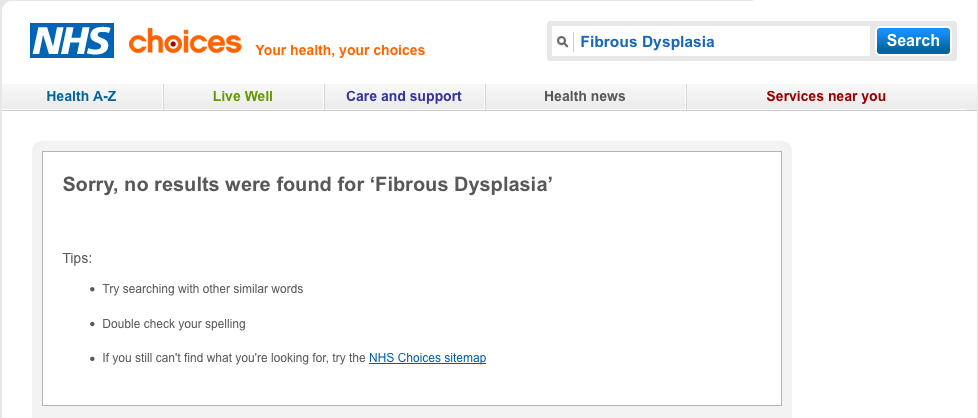 NHS choices Your health, your choices
Fibrous Dysplasia Search
Health A-Z Live Well Care and support Health news Services near you
Sorry, no results were found for ‘Fibrous Dysplasia’
Tips:
• Try searching with other similar words
• Double check your spelling
• If you still can't find what you're looking for, try the NHS Choices sitemap